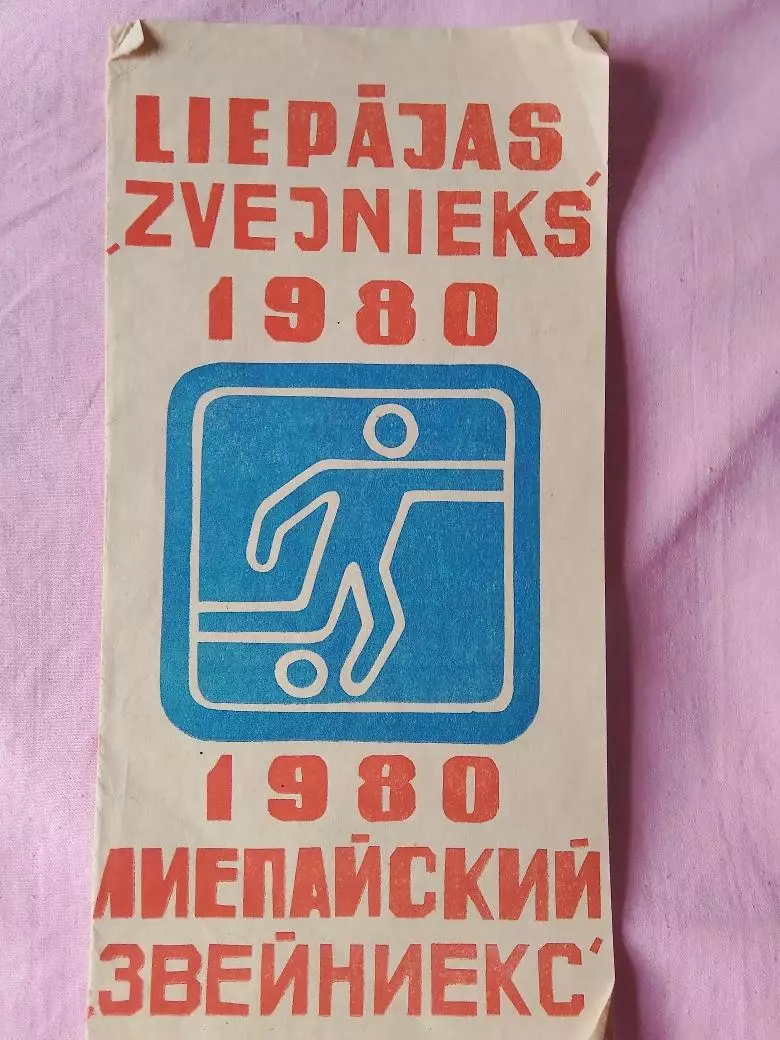 LIEPĀJAS
‚ZVEJNIEKS'
1980
1980
ЛИЕПАЙСКИЙ
ЗВЕЙНИЕКС'